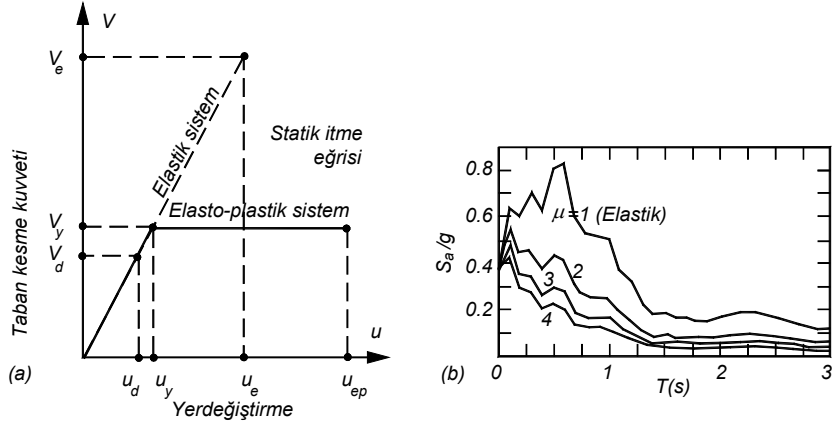 V
V_e
Elastik sistem
Statik itme
eğrisi
Elasto-plastik sistem
V_y
V_d
Taban kesme kuvveti
u
u_d u_y u_e u_ep
Yerdeğiştirme
(a)
0.8
0.6
0.4
0.2
S_a/g
μ=1 (Elastik)
2
3
4
0 1 2 3
T(s)
(b)